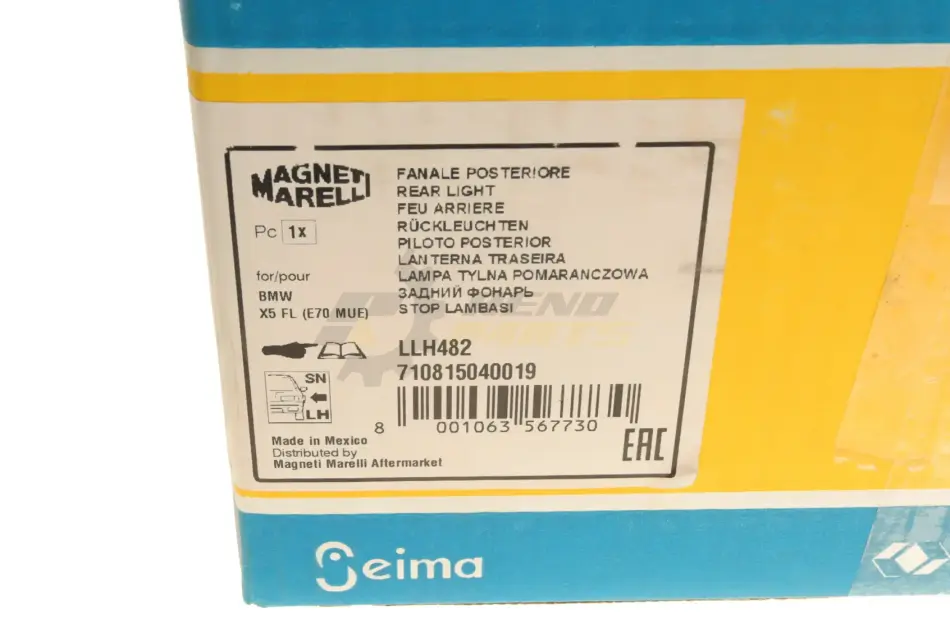 MAGNETI
MARELLI
Pc 1x
for/pour
BMW
X5 FL (E70 MUE)
FANALE POSTERIORE
REAR LIGHT
FEU ARRIERE
RÜCKLEUCHTEN
PILOTO POSTERIOR
LANTERNA TRASEIRA
LAMPA TYLNA POMARANCZOWA
ЗАДНИЙ ФОНАРЬ
STOP LAMBASI
LLH482
710815040019
SN
LH
8 001063 567730
EAC
Made in Mexico
Distributed by
Magneti Marelli Aftermarket
Seima